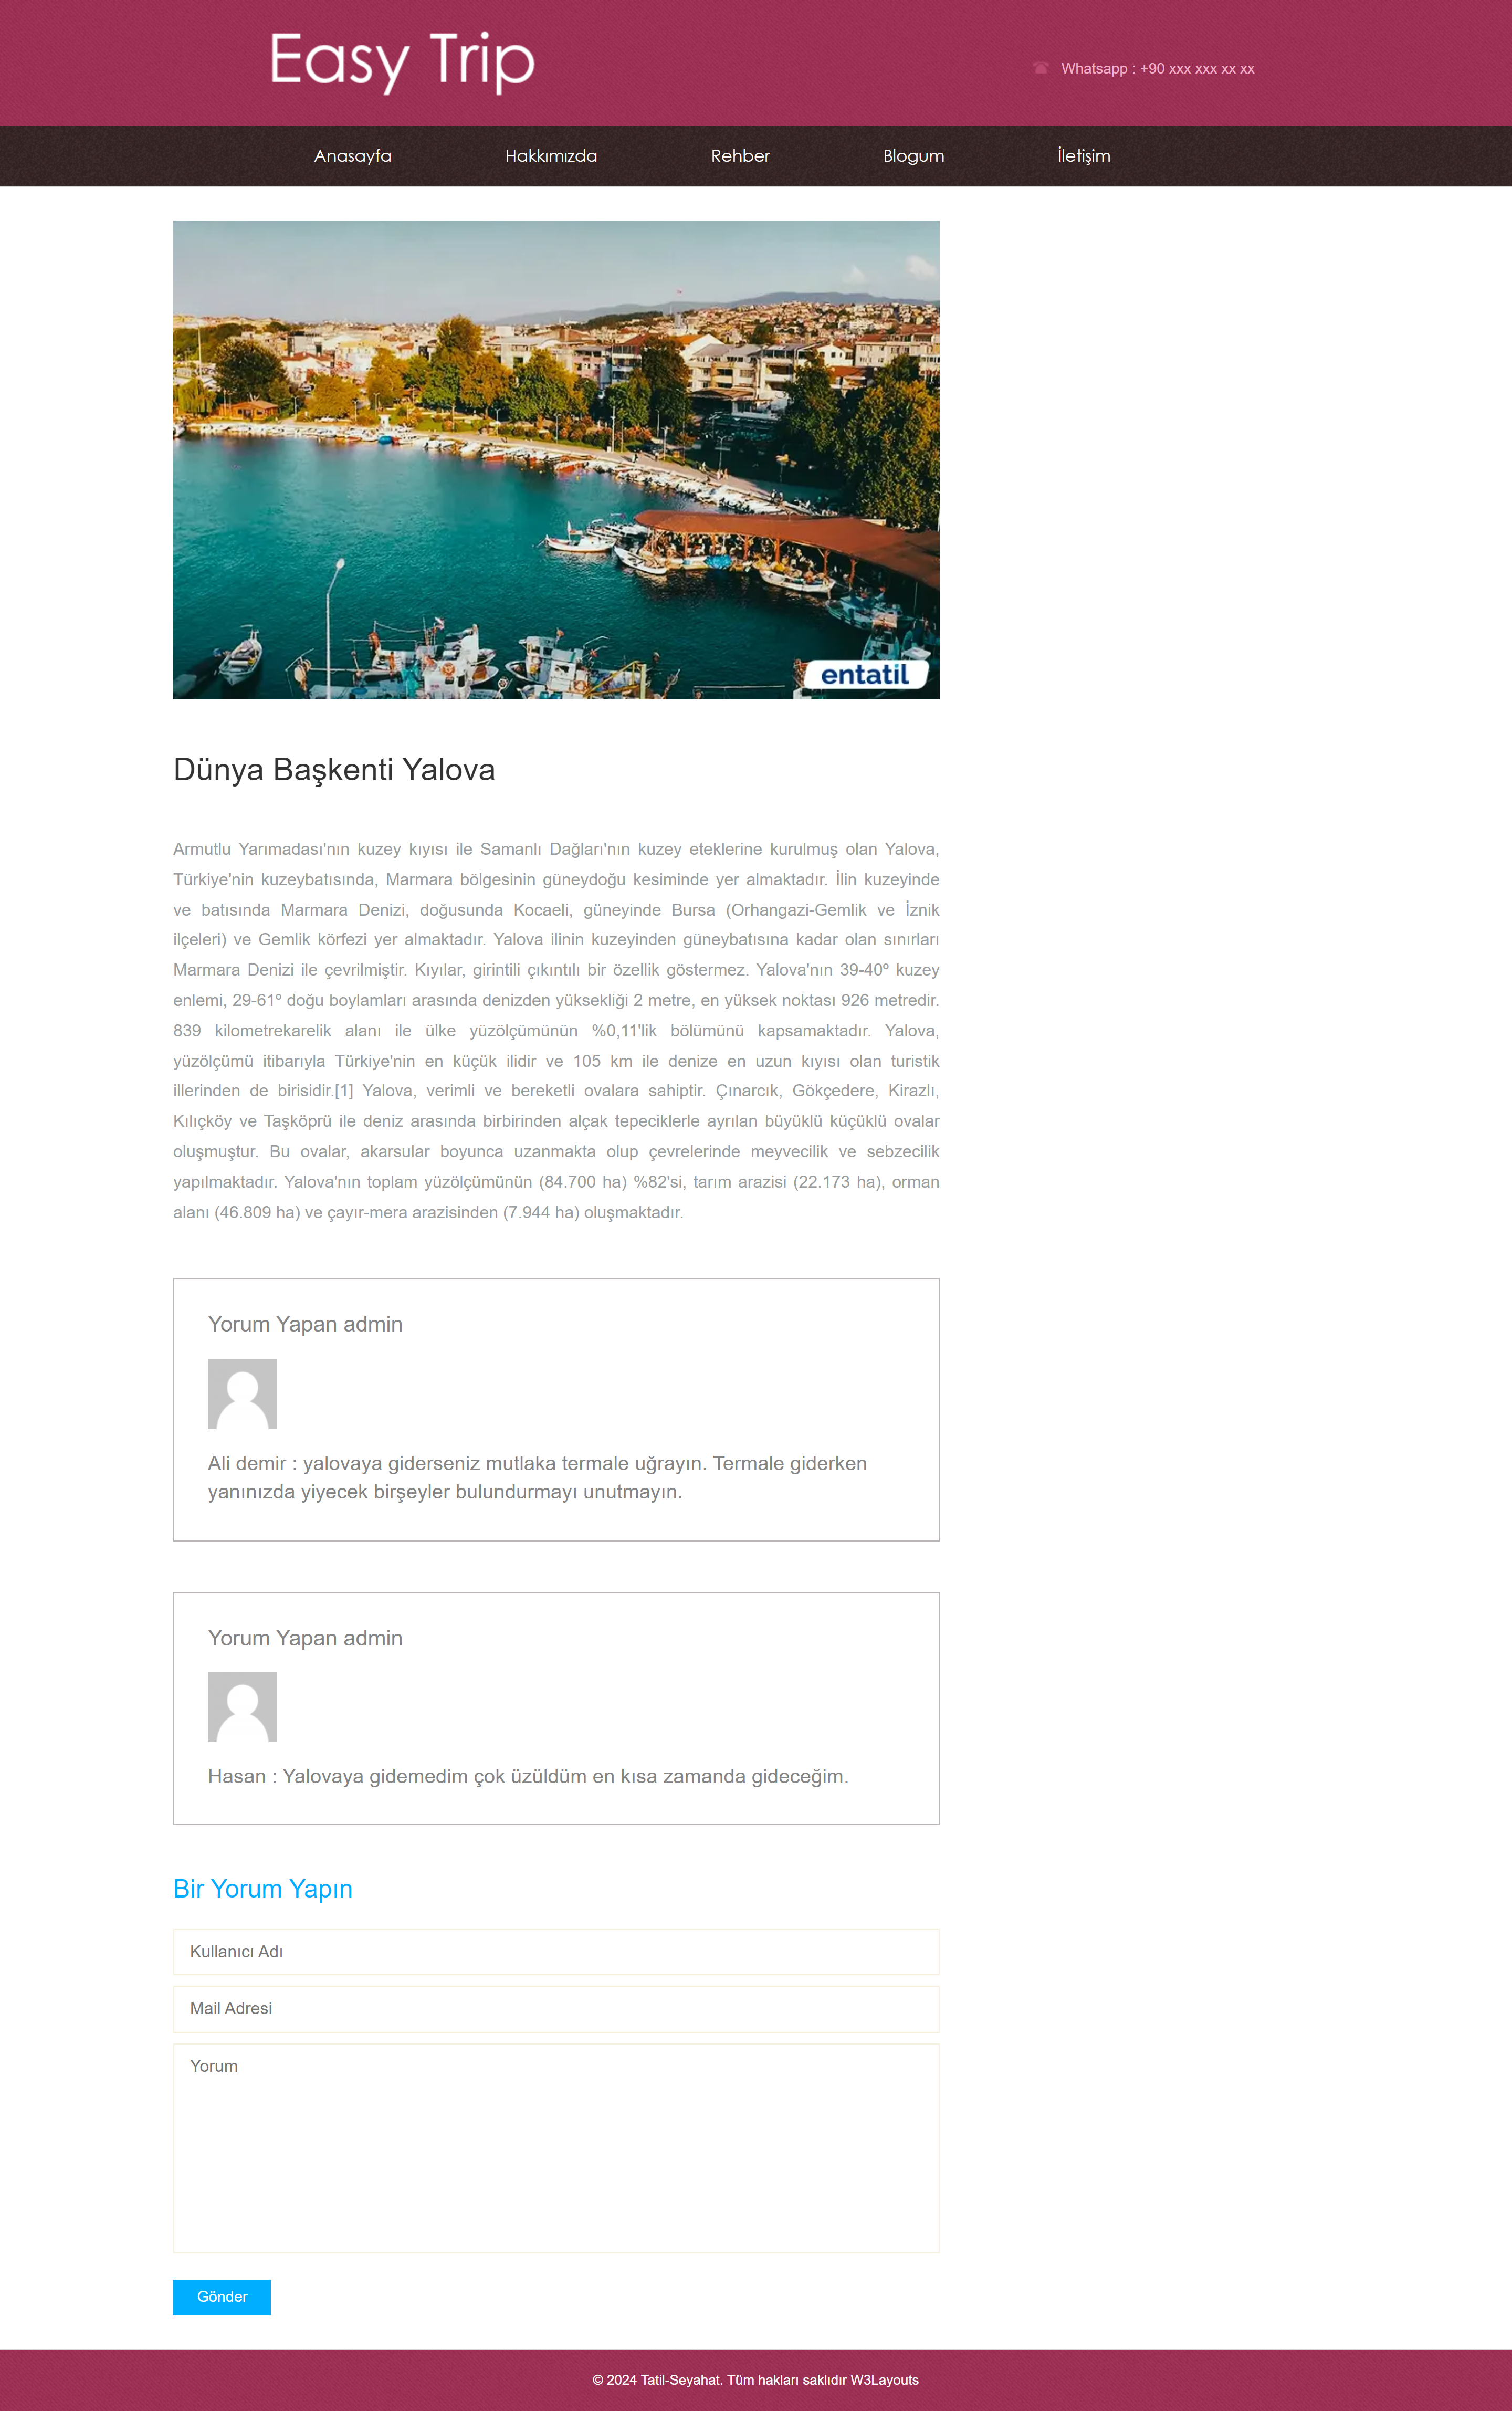 Easy Trip
Whatsapp : +90 xxx xxx xx xx
Anasayfa
Hakkımızda
Rehber
Blogum
İletişim
entatil
Dünya Başkenti Yalova
Armutlu Yarımadası'nın kuzey kıyısı ile Samanlı Dağları'nın kuzey eteklerine kurulmuş olan Yalova,
Türkiye'nin kuzeybatısında, Marmara bölgesinin güneydoğu kesiminde yer almaktadır. İlin kuzeyinde
ve batısında Marmara Denizi, doğusunda Kocaeli, güneyinde Bursa (Orhangazi-Gemlik ve İznik
ilçeleri) ve Gemlik körfezi yer almaktadır. Yalova ilinin kuzeyinden güneybatısına kadar olan sınırları
Marmara Denizi ile çevrilmiştir. Kıyılar, girintili çıkıntılı bir özellik göstermez. Yalova'nın 39-40º kuzey
enlemi, 29-61º doğu boylamları arasında denizden yüksekliği 2 metre, en yüksek noktası 926 metredir.
839 kilometrekarelik alanı ile ülke yüzölçümünün %0,11'lik bölümünü kapsamaktadır. Yalova,
yüzölçümü itibarıyla Türkiye'nin en küçük ilidir ve 105 km ile denize en uzun kıyısı olan turistik
illerinden de birisidir.[1] Yalova, verimli ve bereketli ovalara sahiptir. Çınarcık, Gökçedere, Kirazlı,
Kılıçköy ve Taşköprü ile deniz arasında birbirinden alçak tepeciklerle ayrılan büyüklü küçüklü ovalar
oluşmuştur. Bu ovalar, akarsular boyunca uzanmakta olup çevrelerinde meyvecilik ve sebzecilik
yapılmaktadır. Yalova'nın toplam yüzölçümünün (84.700 ha) %82'si, tarım arazisi (22.173 ha), orman
alanı (46.809 ha) ve çayır-mera arazisinden (7.944 ha) oluşmaktadır.
Yorum Yapan admin
Ali demir : yalovaya giderseniz mutlaka termale uğrayın. Termale giderken
yanınızda yiyecek birşeyler bulundurmayı unutmayın.
Yorum Yapan admin
Hasan : Yalovaya gidemedim çok üzüldüm en kısa zamanda gideceğim.
Bir Yorum Yapın
Kullanıcı Adı
Mail Adresi
Yorum
Gönder
© 2024 Tatil-Seyahat. Tüm hakları saklıdır W3Layouts